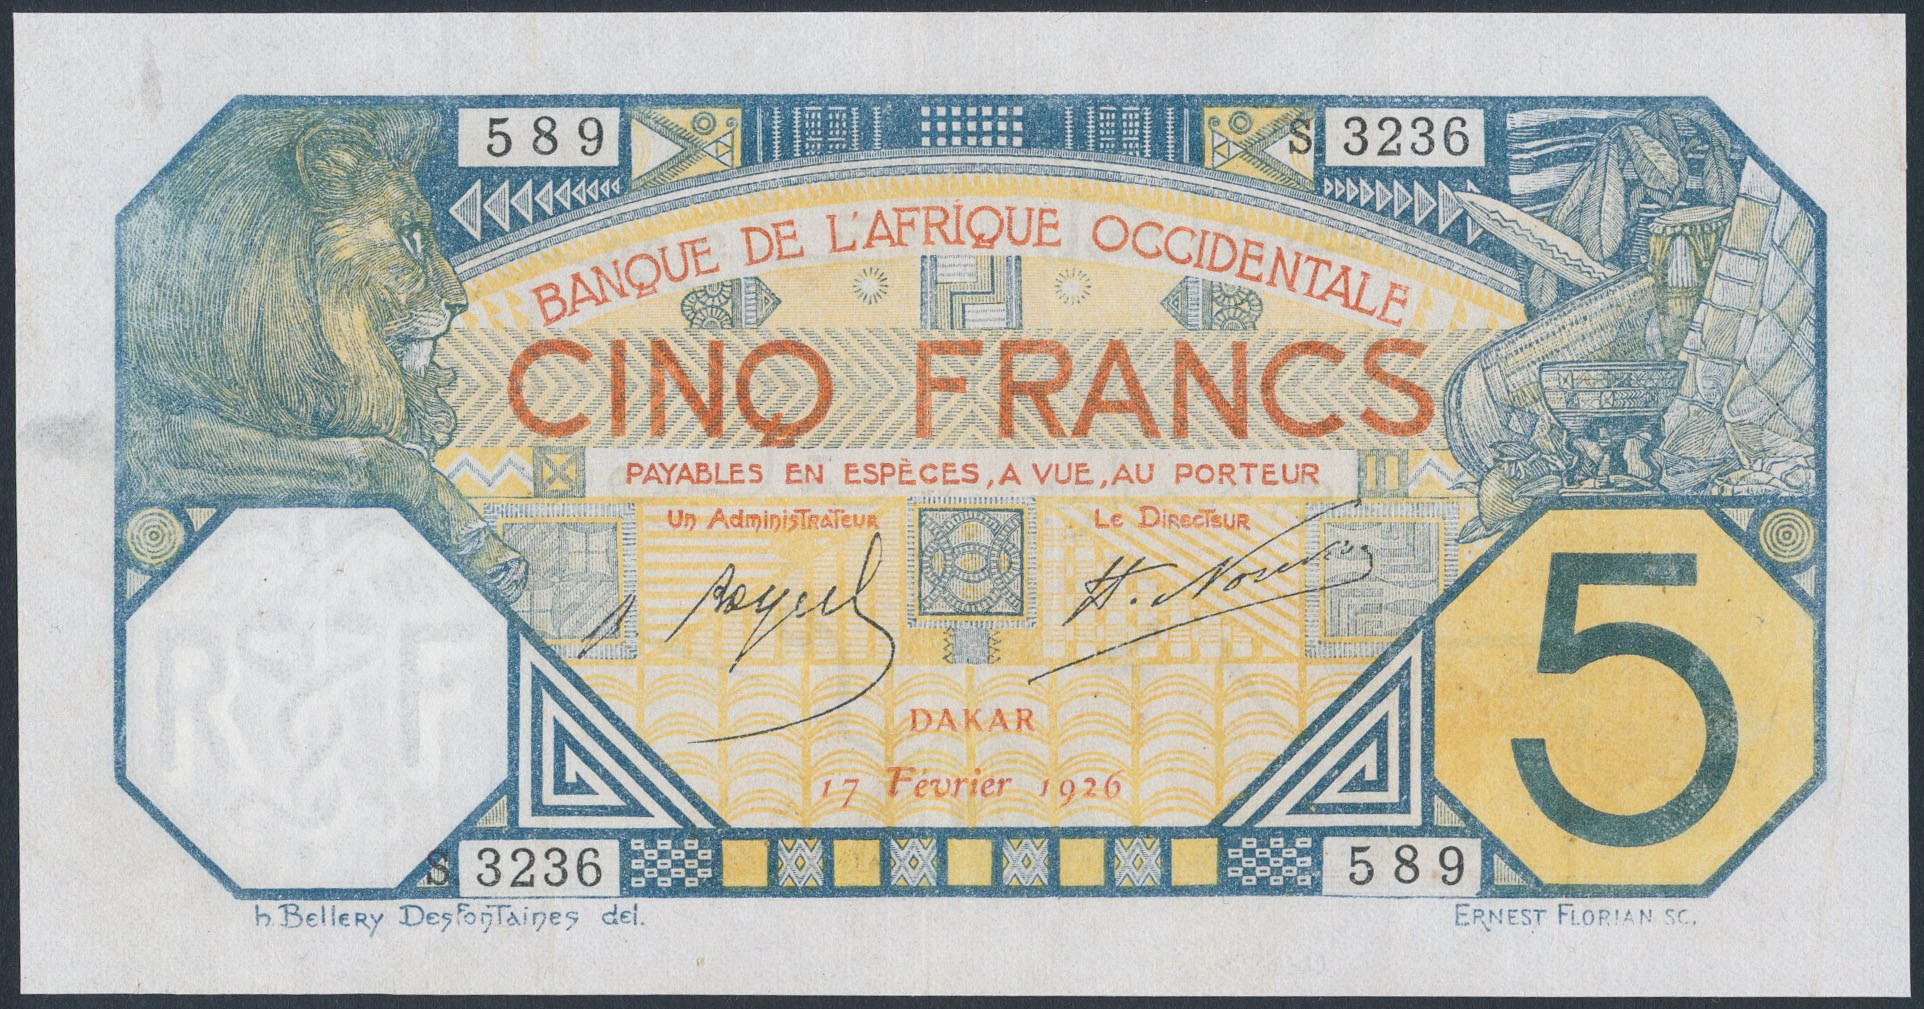 589
S 3236
BANQUE DE L'AFRIQUE OCCIDENTALE
CINQ FRANCS
PAYABLES EN ESPÈCES, A VUE, AU PORTEUR
Un Administrateur
Le Directeur
R F
5
DAKAR
17 Février 1926
S 3236
589
h. Bellery Desfontaines del.
ERNEST FLORIAN SC.